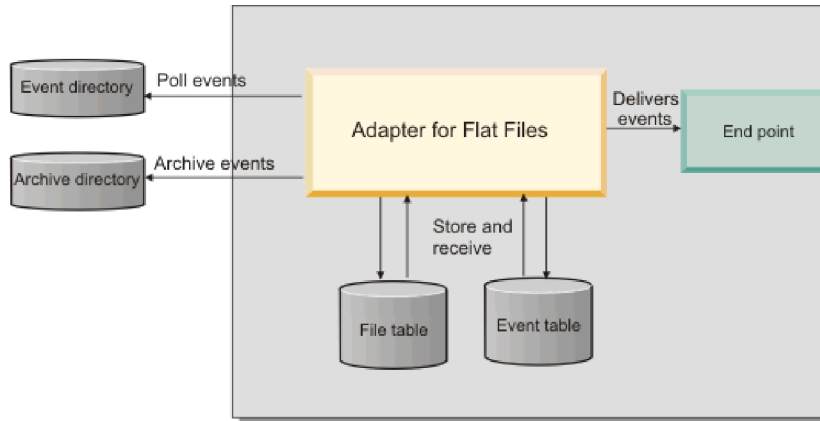 Event directory
Poll events
Archive directory
Archive events
Adapter for Flat Files
Delivers
events
End point
Store and
receive
File table
Event table